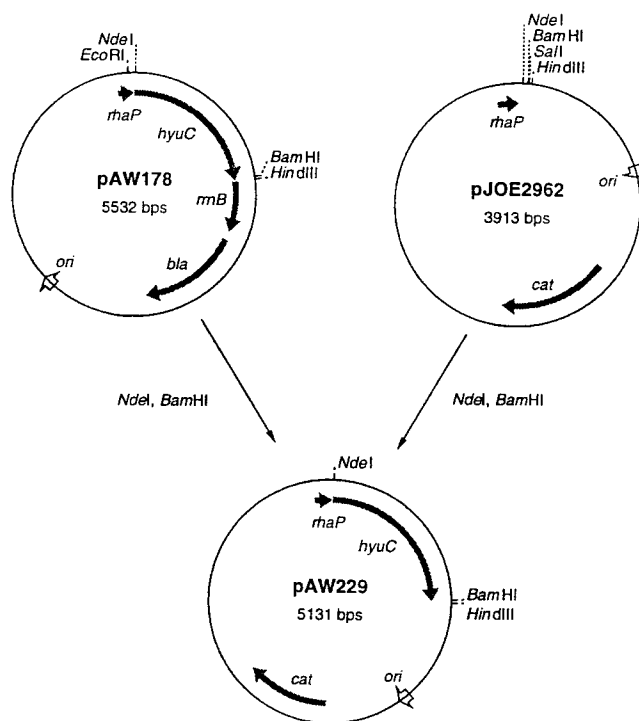 NdeI
EcoRI
rhaP
hyuC
BamHI
HindIII
pAW178
5532 bps
rrnB
bla
ori
NdeI
BamHI
SalI
HindIII
rhaP
pJOE2962
3913 bps
ori
cat
NdeI, BamHI
NdeI, BamHI
NdeI
rhaP
hyuC
pAW229
5131 bps
BamHI
HindIII
cat
ori